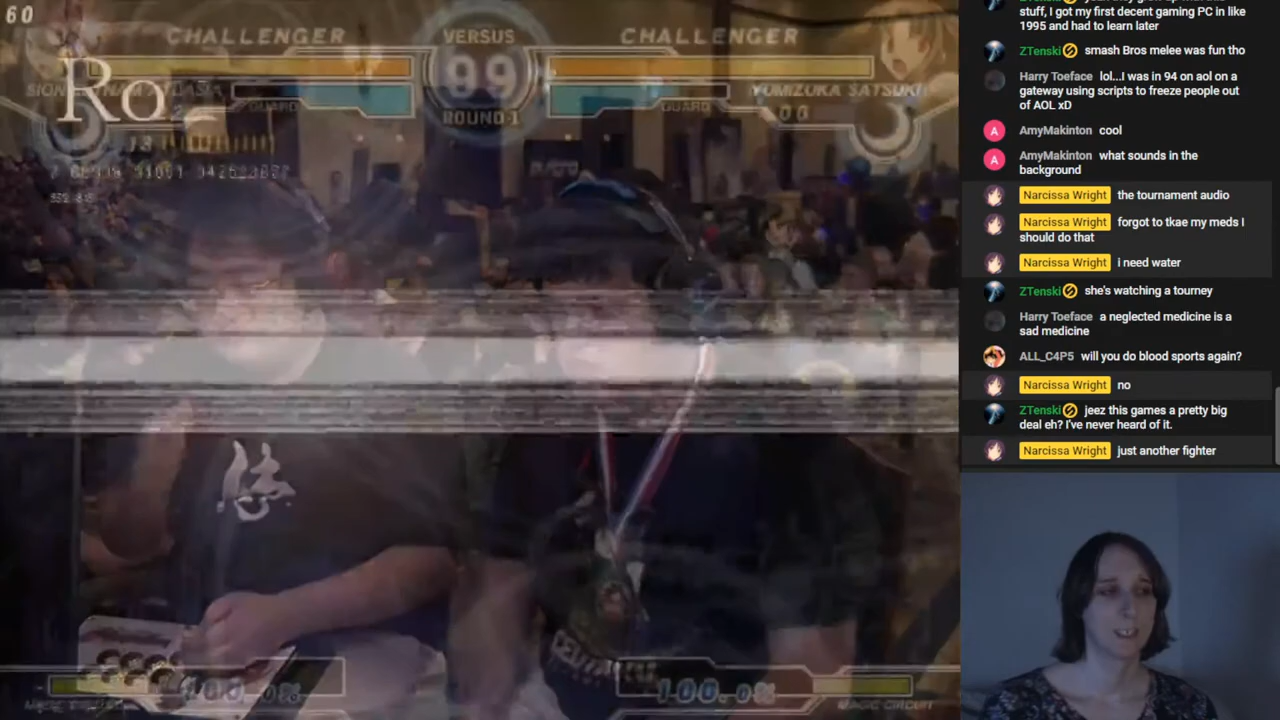 60
CHALLENGER
VERSUS
CHALLENGER
99
ROUND 1
GUARD
GUARD
YUMIZUKA SATSUKI
Ro
志
100.0%
100.0%
MAGIC CIRCUIT
stuff, I got my first decent gaming PC in like
1995 and had to learn later
ZTenski smash Bros melee was fun tho
Harry Toeface lol...I was in 94 on aol on a
gateway using scripts to freeze people out
of AOL xD
A AmyMakinton cool
A AmyMakinton what sounds in the
background
Narcissa Wright the tournament audio
Narcissa Wright forgot to tkae my meds I
should do that
Narcissa Wright i need water
ZTenski she's watching a tourney
Harry Toeface a neglected medicine is a
sad medicine
ALL_C4P5 will you do blood sports again?
Narcissa Wright no
ZTenski jeez this games a pretty big
deal eh? I've never heard of it.
Narcissa Wright just another fighter